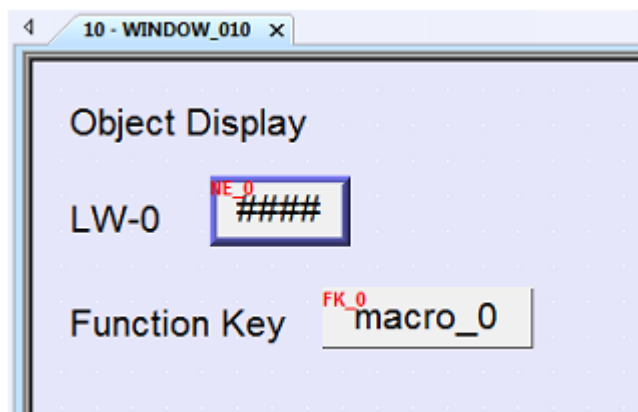 10 - WINDOW_010
Object Display
NE_0
LW-0 ####
FK_0
Function Key macro_0